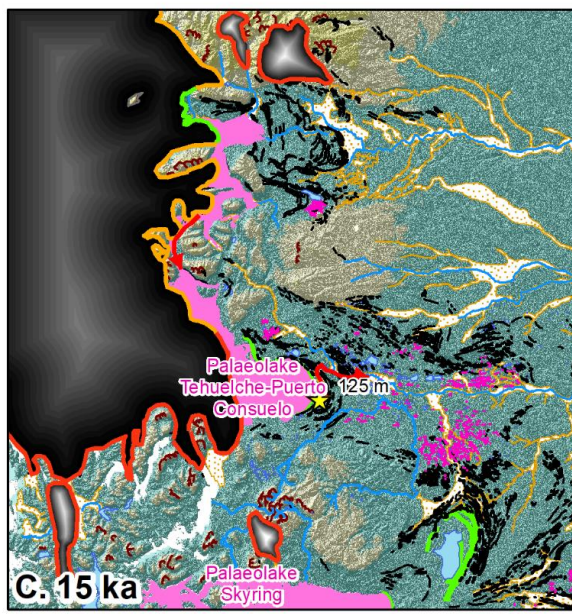 Palaeolake
Tehuelche-Puerto
Consuelo
125 m
Palaeolake
Skyring
C. 15 ka